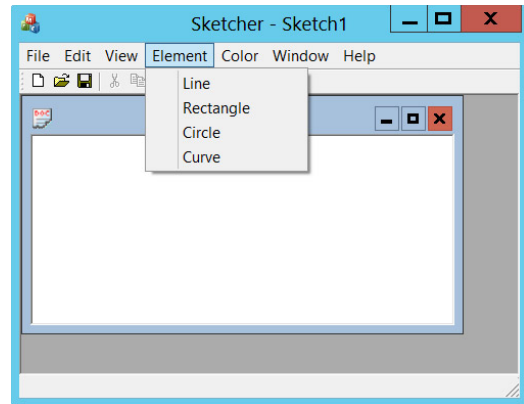 Sketcher - Sketch1
File Edit View Element Color Window Help
Line
Rectangle
Circle
Curve